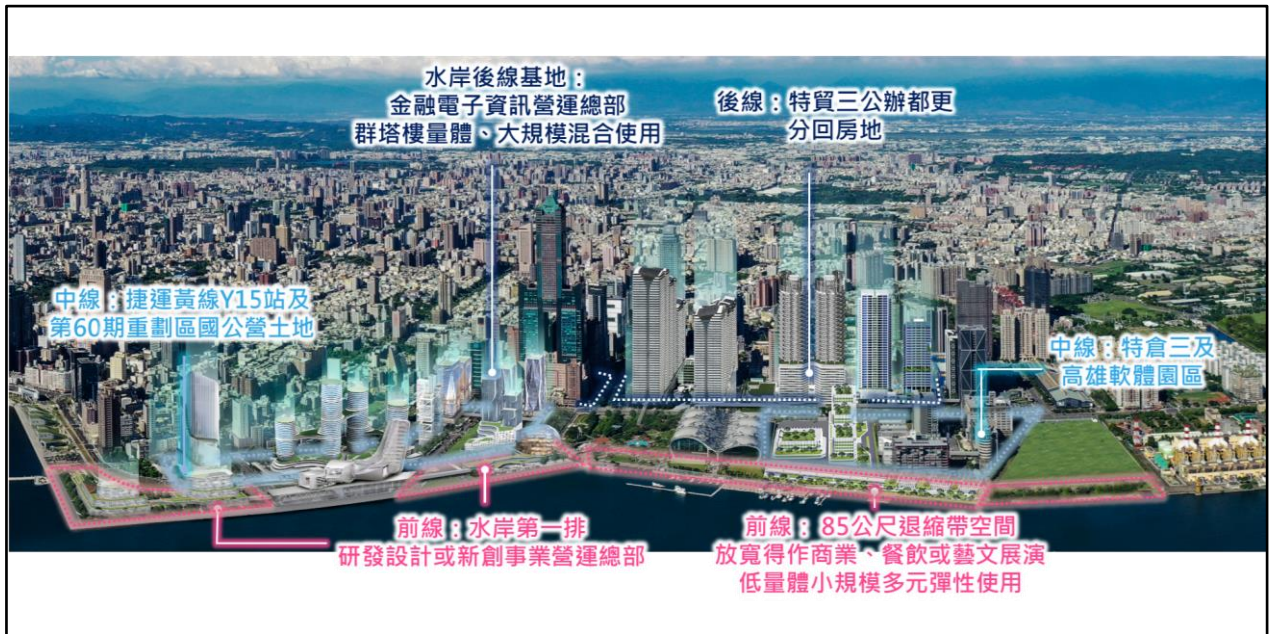 水岸後線基地：
金融電子資訊營運總部
群塔樓量體、大規模混合使用
後線：特貿三公辦都更
分回房地
中線：捷運黃線Y15站及
第60期重劃區國公營土地
中線：特倉三及
高雄軟體園區
前線：水岸第一排
研發設計或新創事業營運總部
前線： 85公尺退縮帶空間
放寬得作商業、餐飲或藝文展演
低量體小規模多元彈性使用